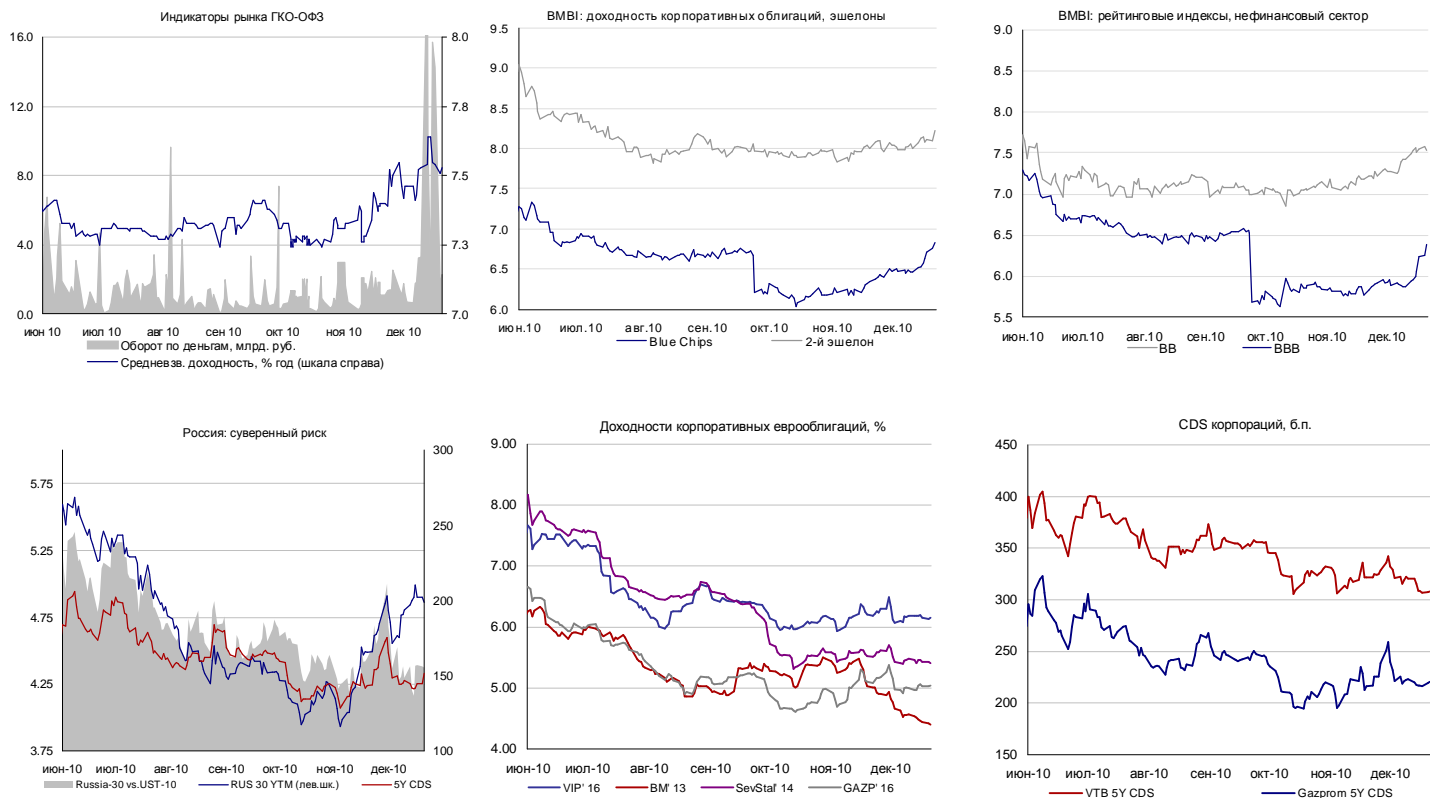 Индикаторы рынка ГКО-ОФЗ
16.0
12.0
8.0
4.0
0.0
8.0
7.8
7.5
7.3
7.0
июн 10 июл 10 авг 10 сен 10 окт 10 ноя 10 дек 10
Оборот по деньгам, млрд. руб.
Средневзв. доходность, % год (шкала справа)
BMBI: доходность корпоративных облигаций, эшелоны
9.5
9.0
8.5
8.0
7.5
7.0
6.5
6.0
июн.10 июл.10 авг.10 сен.10 окт.10 ноя.10 дек.10
Blue Chips 2-й эшелон
BMBI: рейтинговые индексы, нефинансовый сектор
9.0
8.5
8.0
7.5
7.0
6.5
6.0
5.5
июн.10 июл.10 авг.10 сен.10 окт.10 ноя.10 дек.10
BB BBB
Россия: суверенный риск
5.75
5.25
4.75
4.25
3.75
300
250
200
150
100
июн-10 июл-10 авг-10 сен-10 окт-10 ноя-10 дек-10
Russia-30 vs.UST-10 RUS 30 YTM (лев.шк.) 5Y CDS
Доходности корпоративных еврооблигаций, %
9.00
8.00
7.00
6.00
5.00
4.00
июн-10 июл-10 авг-10 сен-10 окт-10 ноя-10 дек-10
VIP' 16 BM' 13 SevStal' 14 GAZP' 16
CDS корпораций, б.п.
450
400
350
300
250
200
150
июн-10 июл-10 авг-10 сен-10 окт-10 ноя-10 дек-10
VTB 5Y CDS Gazprom 5Y CDS